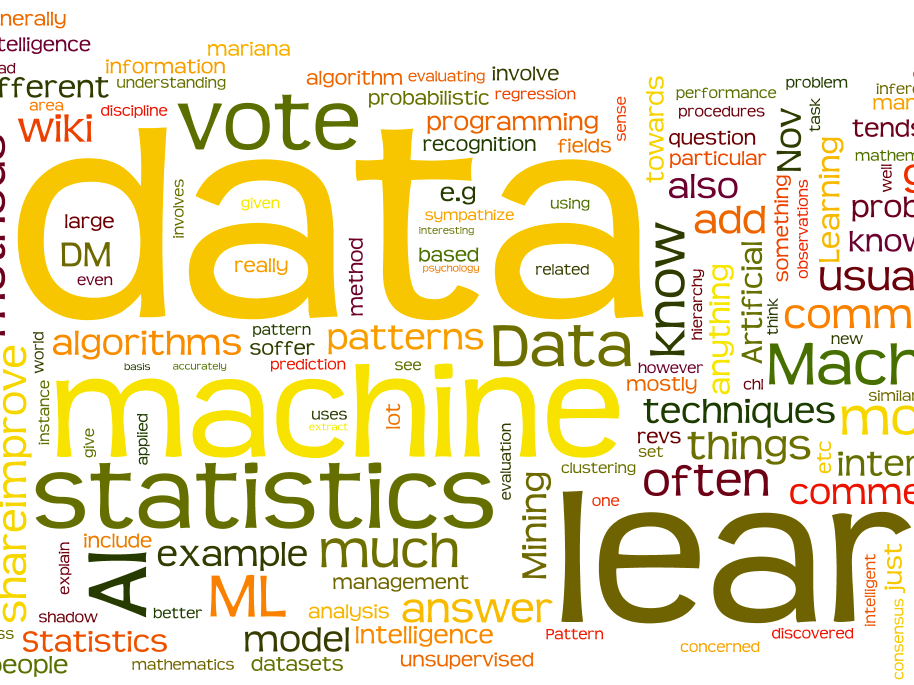 nerally
telligence
mariana
ad
information
fferent
understanding
algorithm
evaluating
involve
area
discipline
vote
probabilistic
regression
wiki
programming
sense
recognition
fields
towards
performance
problem
procedures
question
particular
Nov
task
infere
mar
tends
mathem
well
also
add
something
observations
Learning
prob
know
usua
data
large
DM
even
involves
given
really
method
e.g
sympathize
interesting
based
psychology
using
related
know
hierarchy
anything
Artificial
think
comm
new
Mach
world
algorithms
pattern
soffer
patterns
Data
basis
accurately
prediction
see
however
mostly
chl
similar
shareimprove
instance
machine
give
applied
uses
extract
lot
techniques
mo
revs
set
things
etc
inter
statistics
evaluation
clustering
often
comme
Mining
one
lear
explain
include
AI
example
much
management
ML
better
shadow
analysis
answer
just
intelligent
consensus
ss
Statistics
model
Intelligence
Pattern
discovered
concerned
people
mathematics
datasets
unsupervised